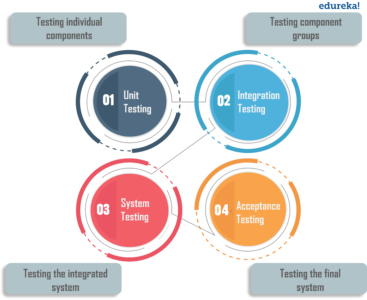 edureka!
Testing individual
components
Testing component
groups
01
Unit
Testing
02
Integration
Testing
03
System
Testing
04
Acceptance
Testing
Testing the integrated
system
Testing the final
system